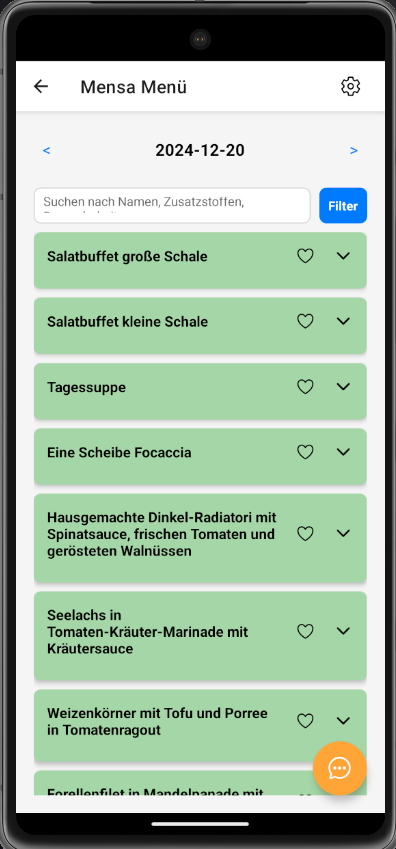 Mensa Menü
< 2024-12-20 >
Suchen nach Namen, Zusatzstoffen,
Filter
Salatbuffet große Schale
Salatbuffet kleine Schale
Tagessuppe
Eine Scheibe Focaccia
Hausgemachte Dinkel-Radiatori mit
Spinatsauce, frischen Tomaten und
gerösteten Walnüssen
Seelachs in
Tomaten-Kräuter-Marinade mit
Kräutersauce
Weizenkörner mit Tofu und Porree
in Tomatenragout
Forellenfilet in Mandelpanade mit